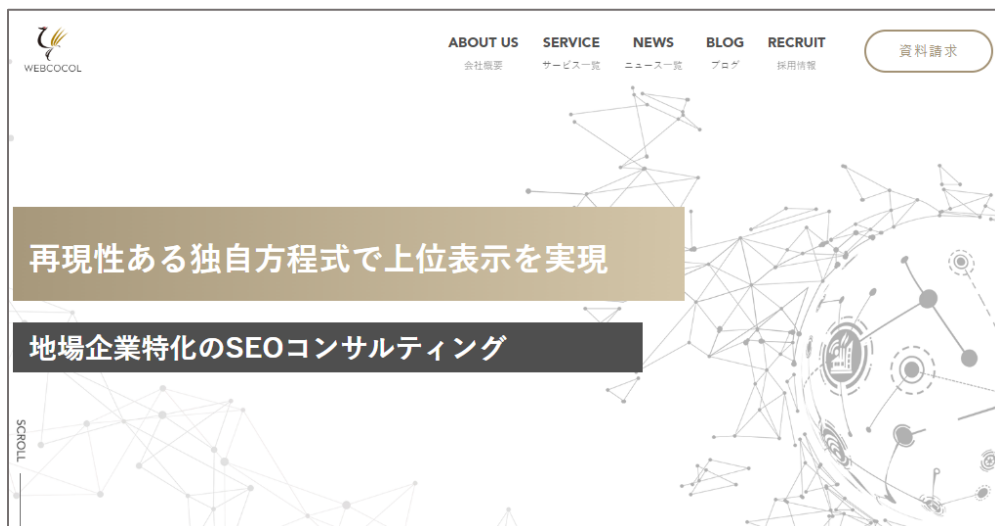 WEBCOCOL
ABOUT US SERVICE NEWS BLOG RECRUIT
会社概要 サービス一覧 ニュース一覧 ブログ 採用情報
資料請求
再現性ある独自方程式で上位表示を実現
地場企業特化のSEOコンサルティング
SCROLL